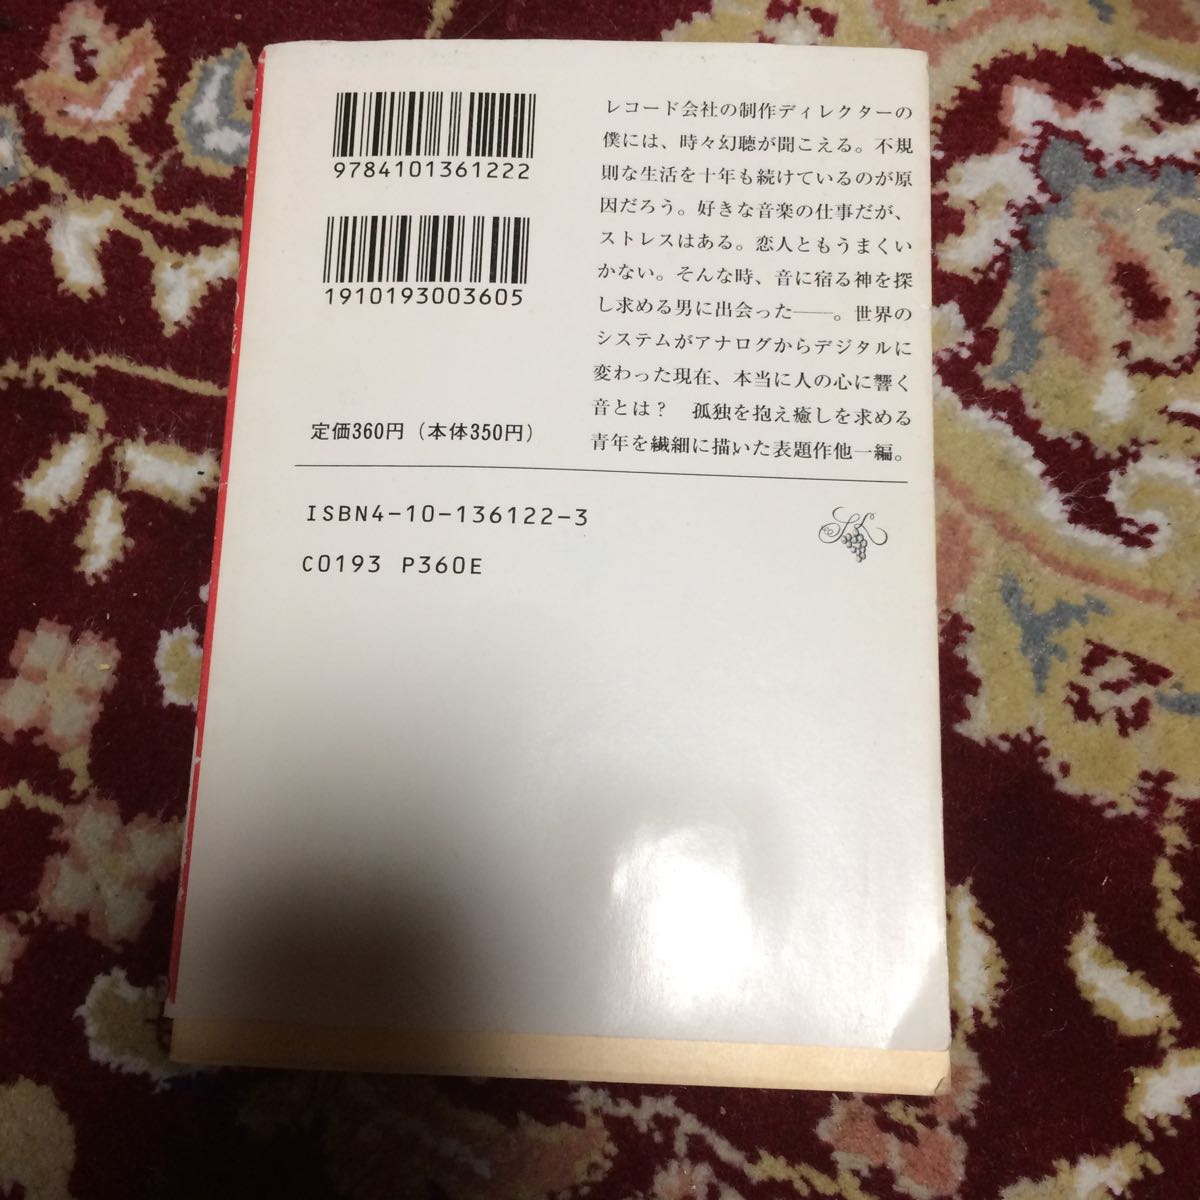 9784101361222
1910193003605
定価360円（本体350円）
レコード会社の制作ディレクターの
僕には、時々幻聴が聞こえる。不規
則な生活を十年も続けているのが原
因だろう。好きな音楽の仕事だが、
ストレスはある。恋人ともうまくい
かない。そんな時、音に宿る神を探
し求める男に出会った――。世界の
システムがアナログからデジタルに
変わった現在、本当に人の心に響く
音とは？　孤独を抱え癒しを求める
青年を繊細に描いた表題作他一編。
ISBN4-10-136122-3
C0193 P360E